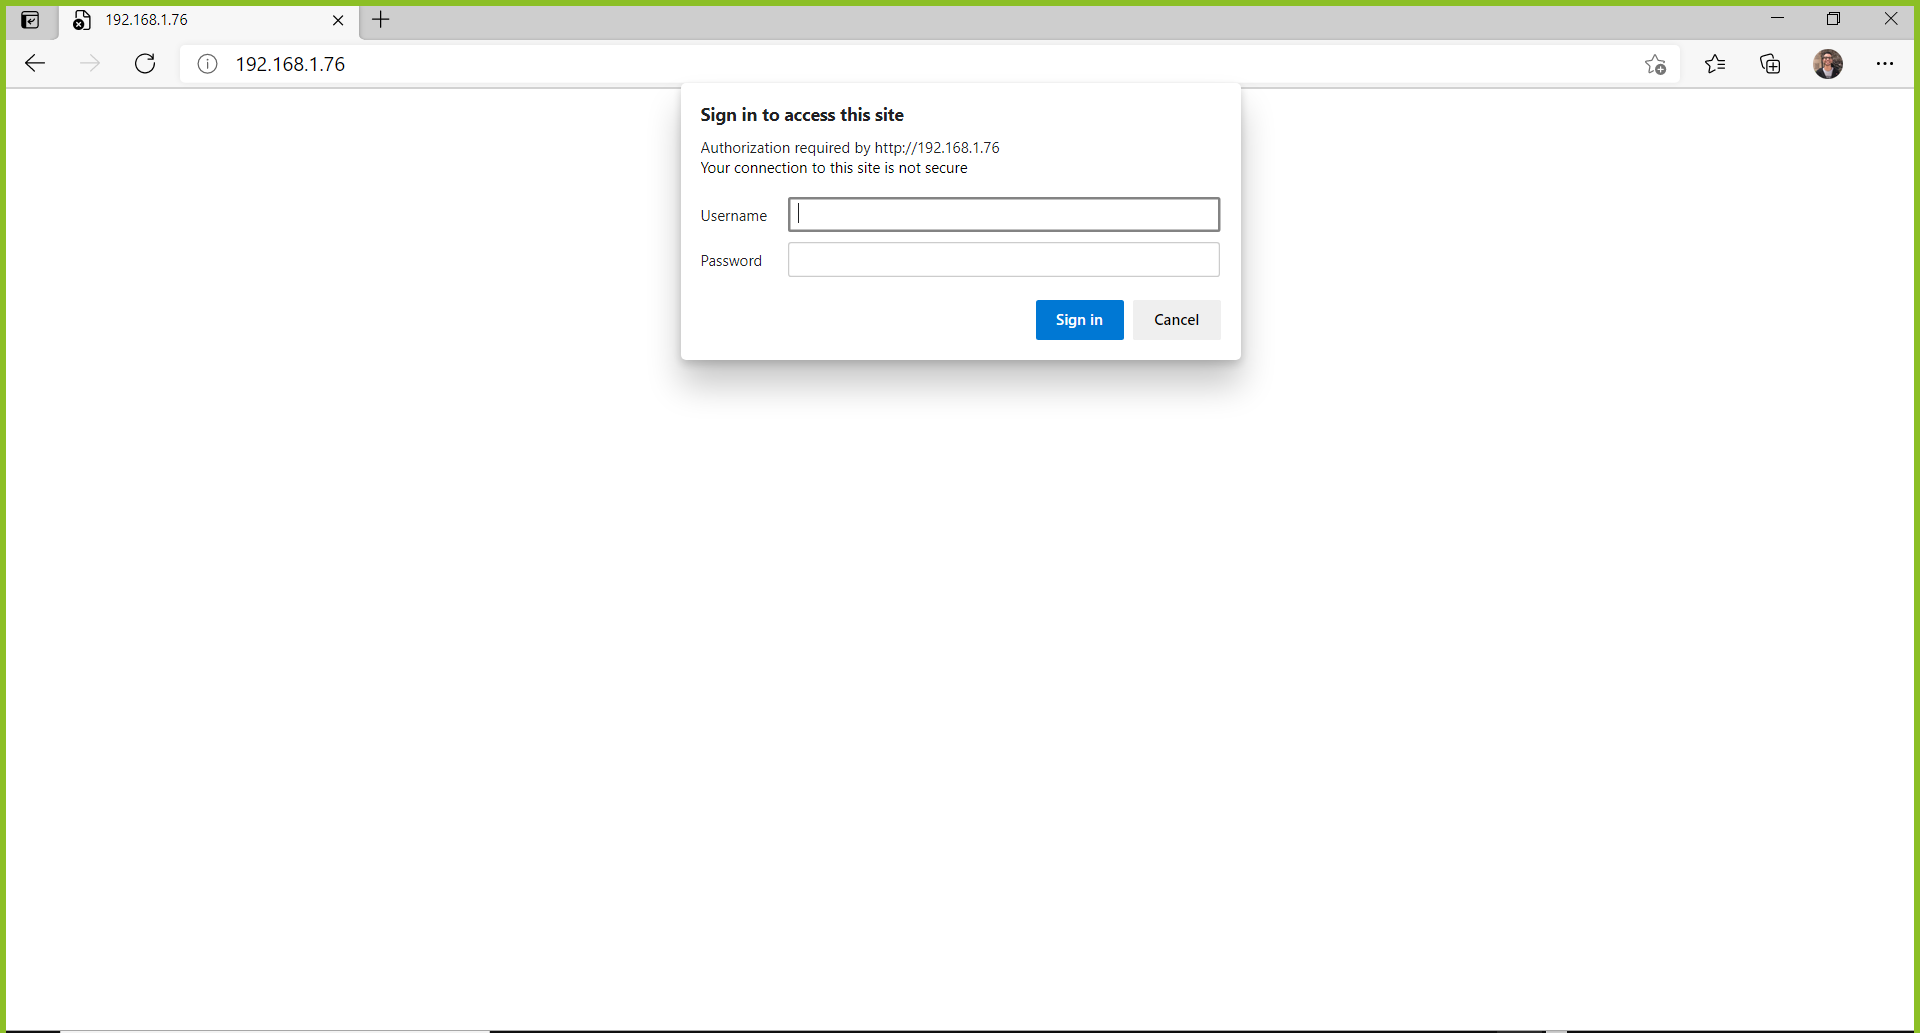 192.168.1.76
192.168.1.76
Sign in to access this site
Authorization required by http://192.168.1.76
Your connection to this site is not secure
Username
Password
Sign in Cancel